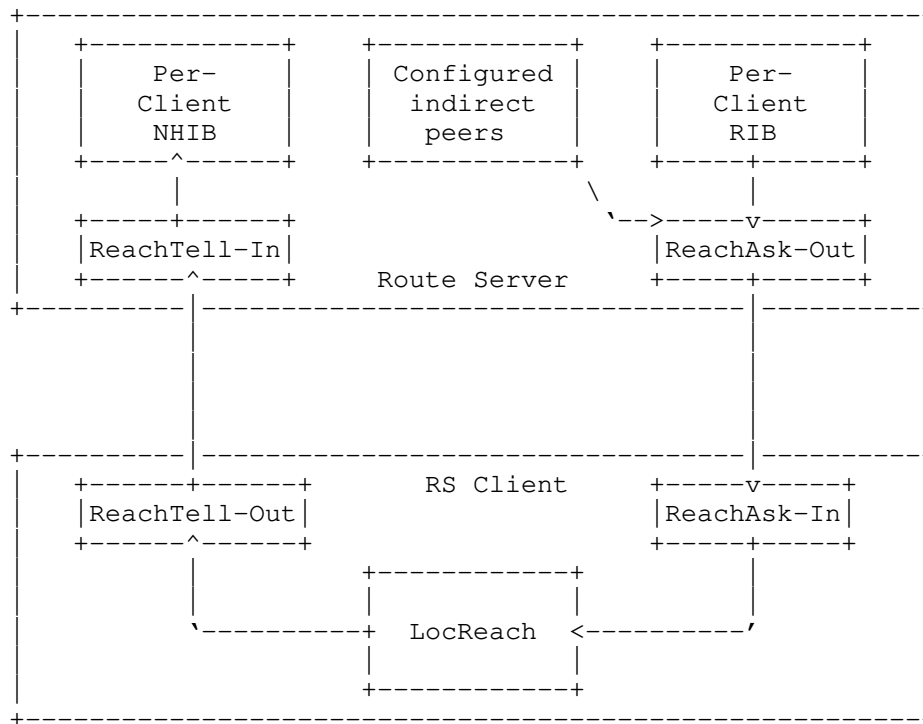 Per- Configured Per-
Client indirect Client
NHIB peers RIB
ReachTell-In ReachAsk-Out
Route Server
RS Client
ReachTell-Out ReachAsk-In
LocReach